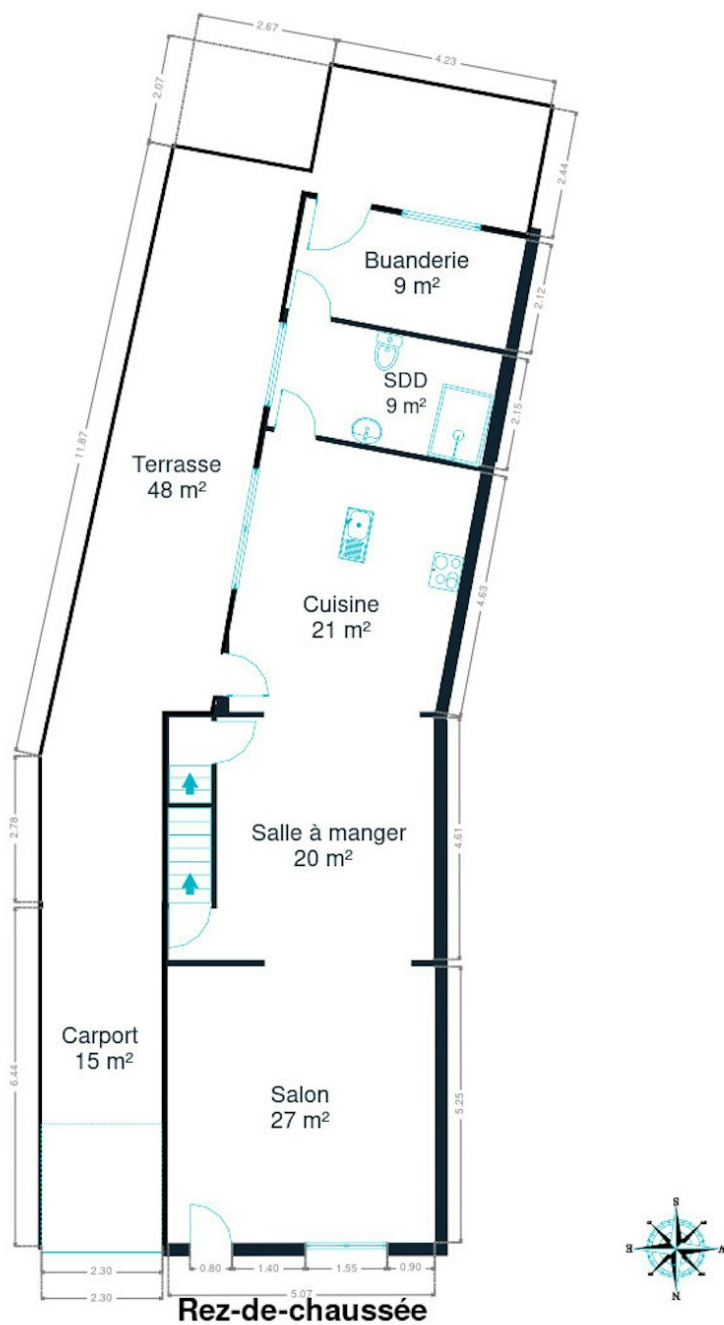 2.67
4.23
2.07
2.44
Buanderie
9 m²
2.12
SDD
9 m²
2.15
11.87
Terrasse
48 m²
4.63
Cuisine
21 m²
2.78
Salle à manger
20 m²
4.61
6.44
Carport
15 m²
Salon
27 m²
5.25
S
E
N
2.30
0.80
1.40
1.55
0.90
2.30
5.07
Rez-de-chaussée